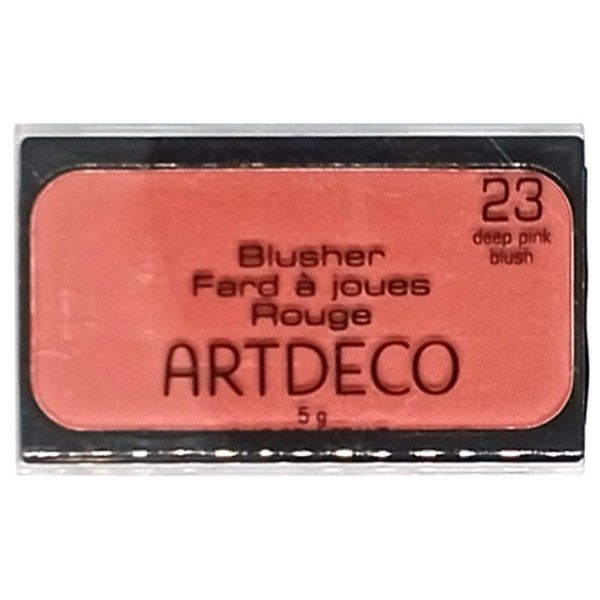 23
deep pink
blush
Blusher
Fard à joues
Rouge
ARTDECO
5 g